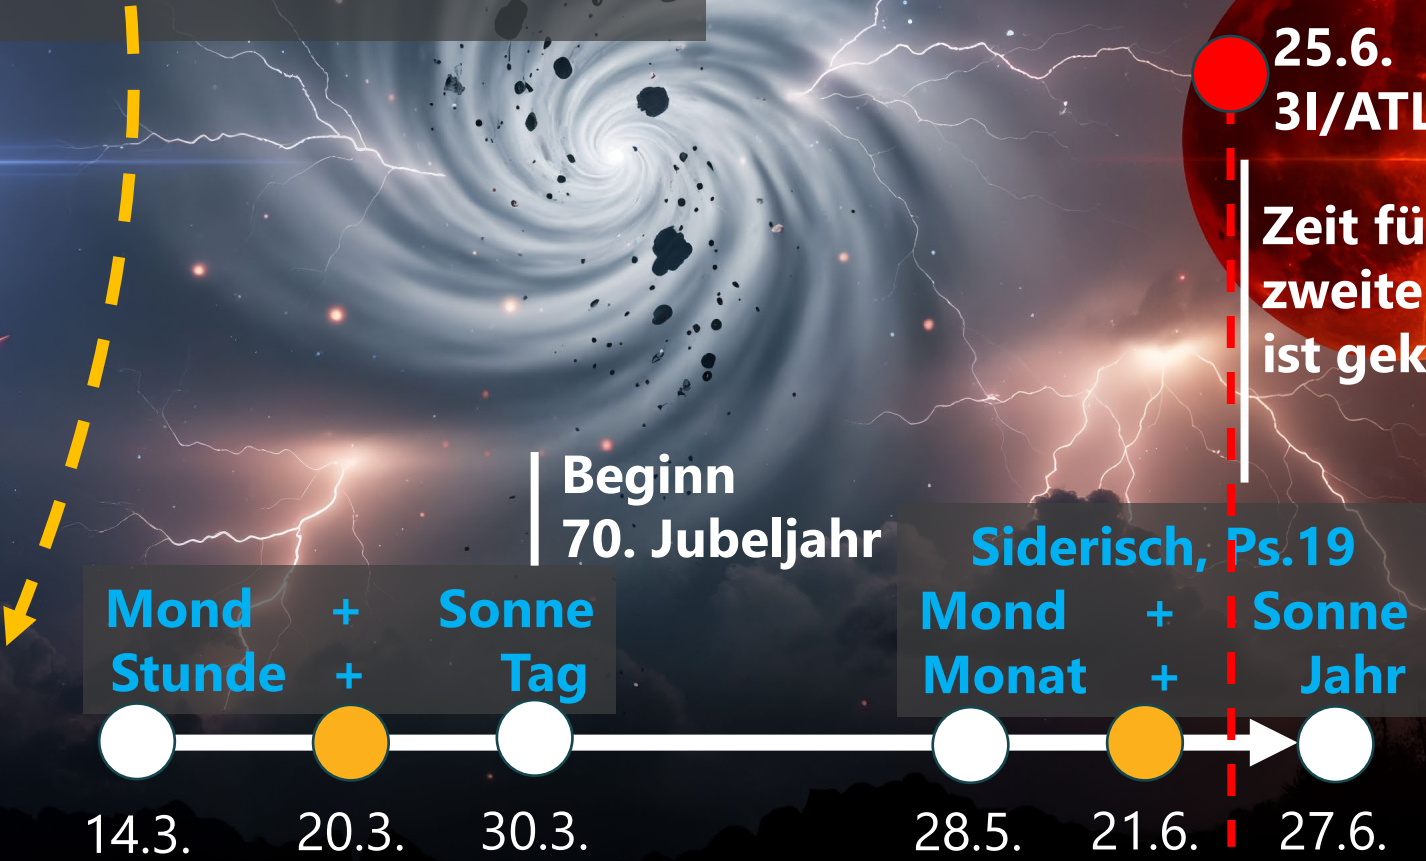 25.6.
3I/ATL
Zeit fü
zweite
ist gek
Beginn
70. Jubeljahr
Siderisch, Ps.19
Mond + Sonne
Stunde + Tag
Mond + Sonne
Monat + Jahr
14.3. 20.3. 30.3. 28.5. 21.6. 27.6.